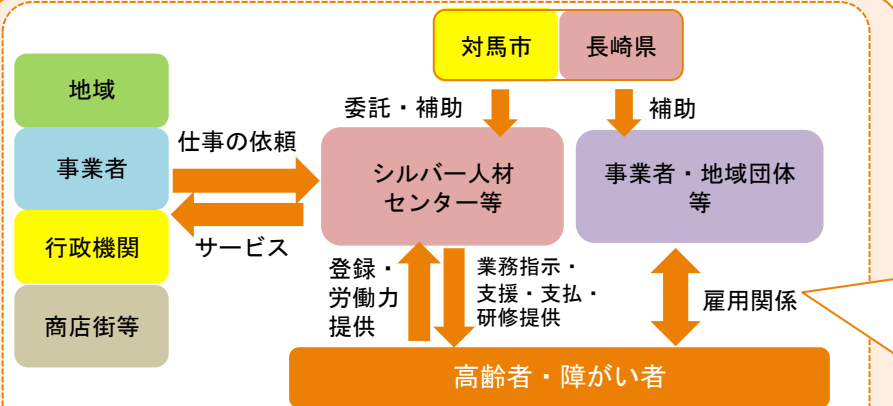 対馬市
長崎県
地域
事業者
行政機関
商店街等
仕事の依頼
サービス
委託・補助
補助
シルバー人材
センター等
事業者・地域団体
等
登録・
労働力
提供
業務指示・
支援・支払・
研修提供
雇用関係
高齢者・障がい者